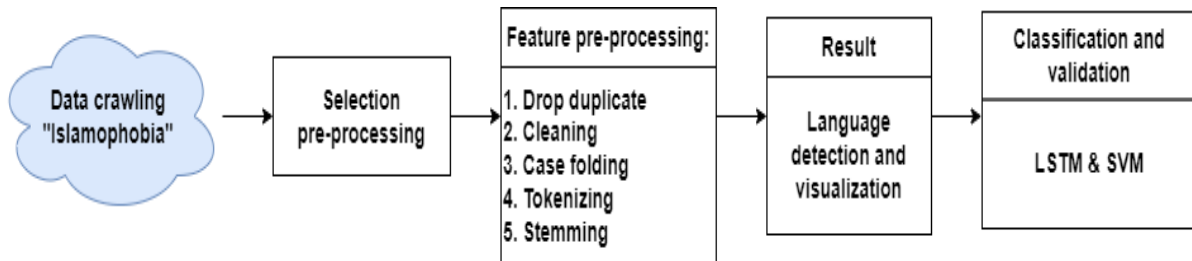 Data crawling
"Islamophobia"
Selection
pre-processing
Feature pre-processing:
1. Drop duplicate
2. Cleaning
3. Case folding
4. Tokenizing
5. Stemming
Result
Language
detection and
visualization
Classification and
validation
LSTM & SVM